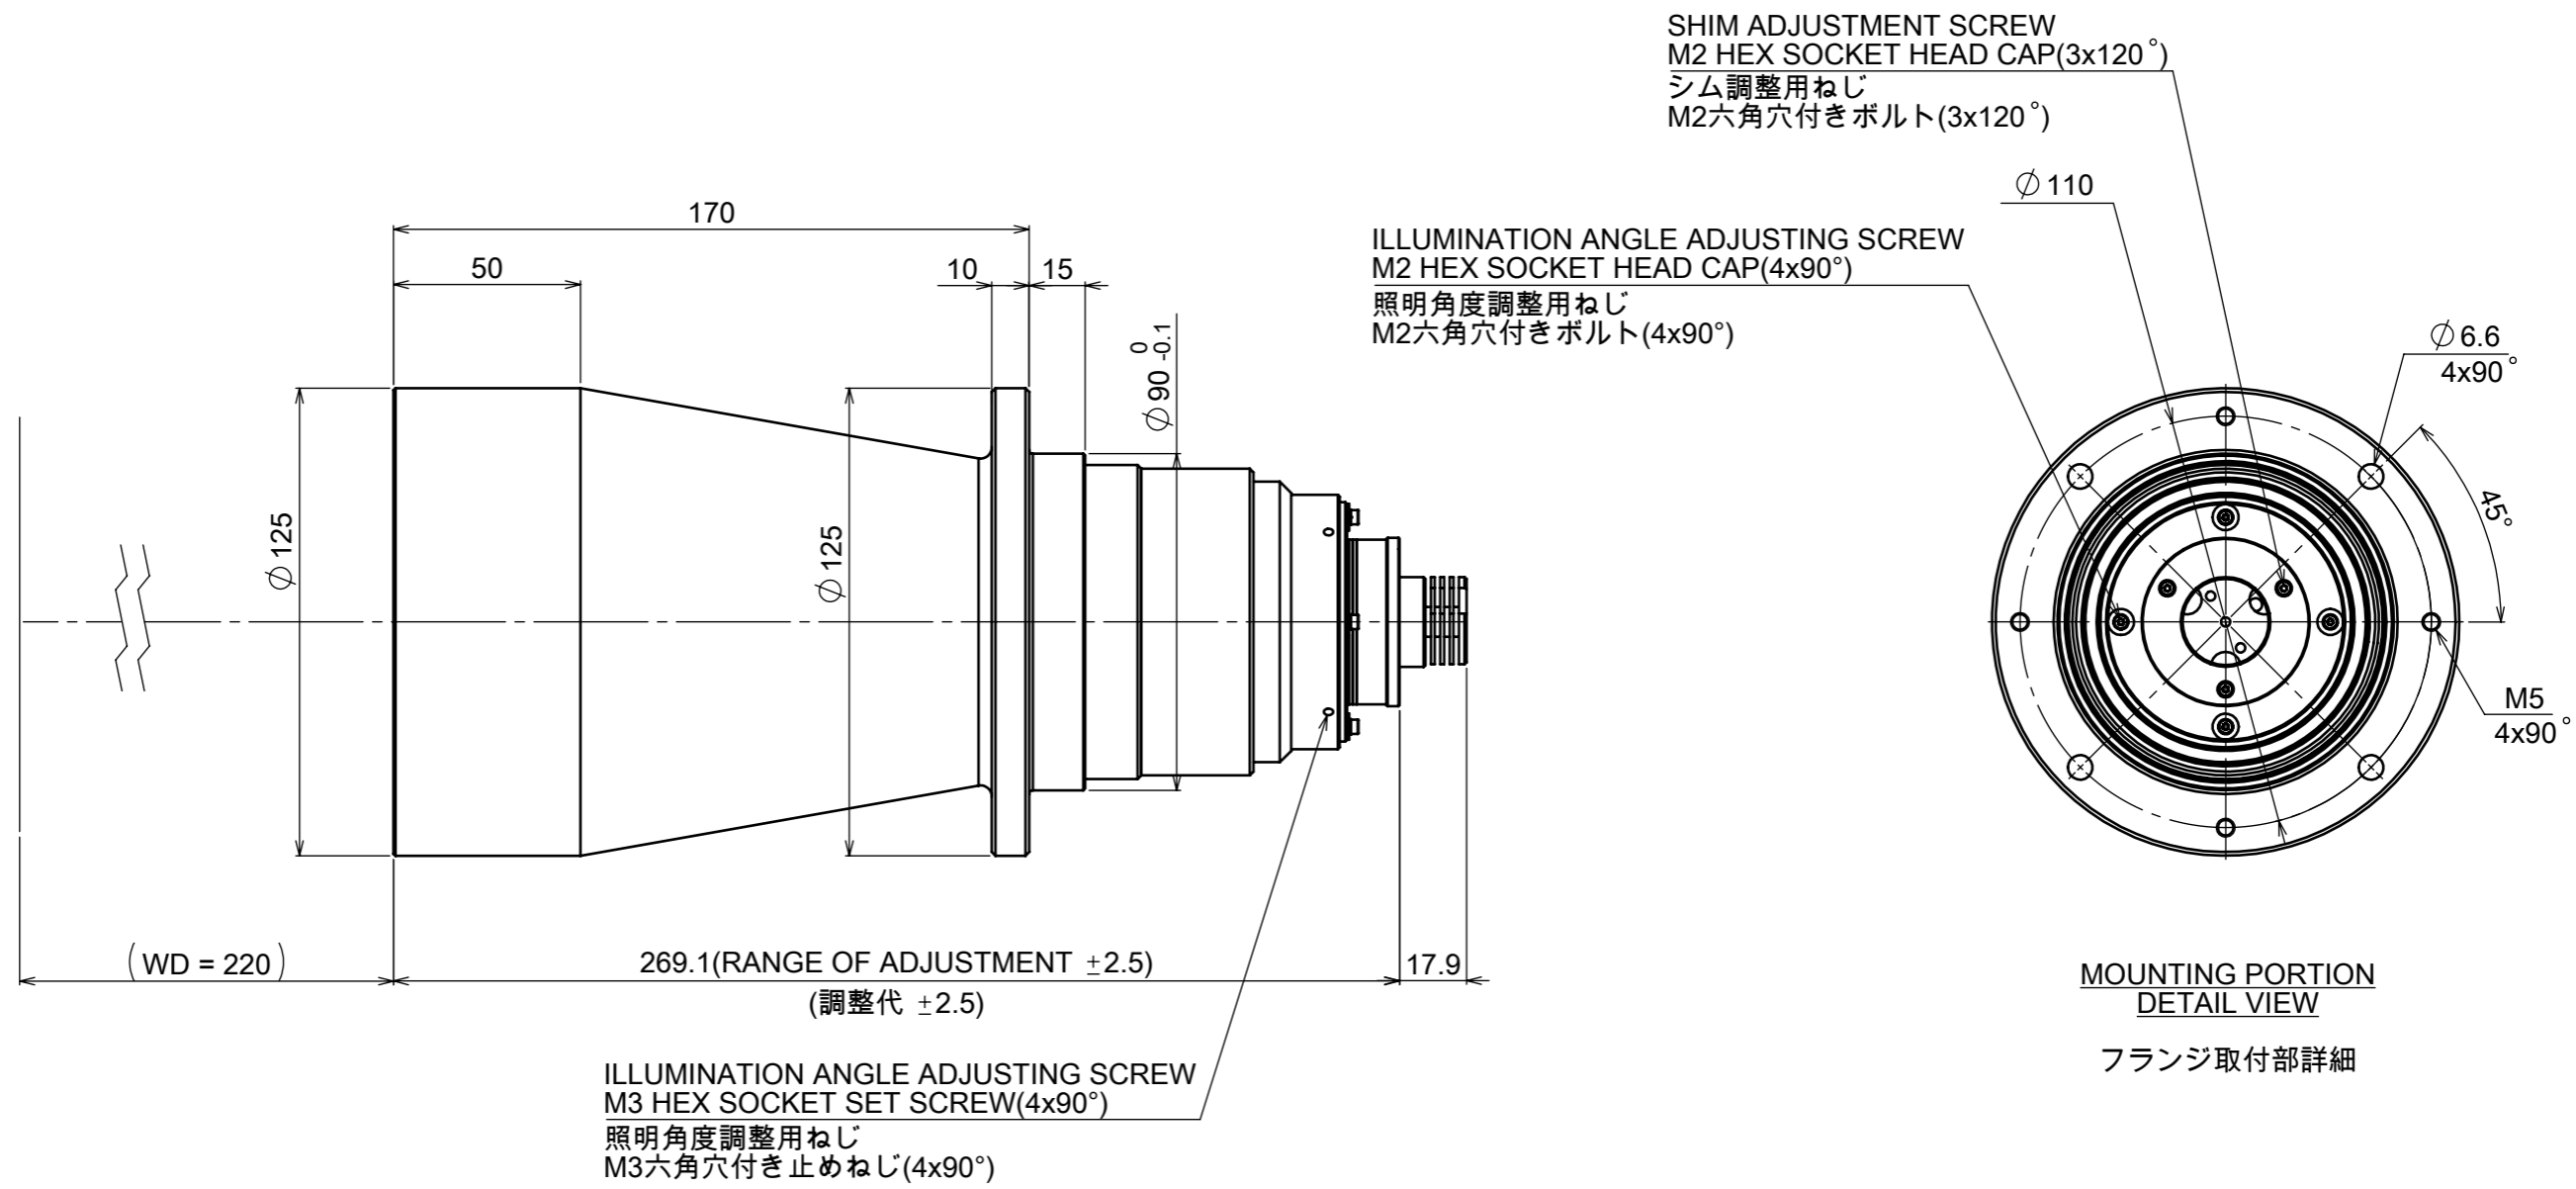 SHIM ADJUSTMENT SCREW
M2 HEX SOCKET HEAD CAP(3x120°)
シム調整用ねじ
M2六角穴付きボルト(3x120°)
∅110
170
ILLUMINATION ANGLE ADJUSTING SCREW
M2 HEX SOCKET HEAD CAP(4x90°)
照明角度調整用ねじ
M2六角穴付きボルト(4x90°)
50
10
15
∅90 0 -0.1
∅6.6
4x90°
45°
∅125
∅125
M5
4x90°
(WD = 220)
269.1(RANGE OF ADJUSTMENT ±2.5)
(調整代 ±2.5)
17.9
MOUNTING PORTION
DETAIL VIEW
フランジ取付部詳細
ILLUMINATION ANGLE ADJUSTING SCREW
M3 HEX SOCKET SET SCREW(4x90°)
照明角度調整用ねじ
M3六角穴付き止めねじ(4x90°)